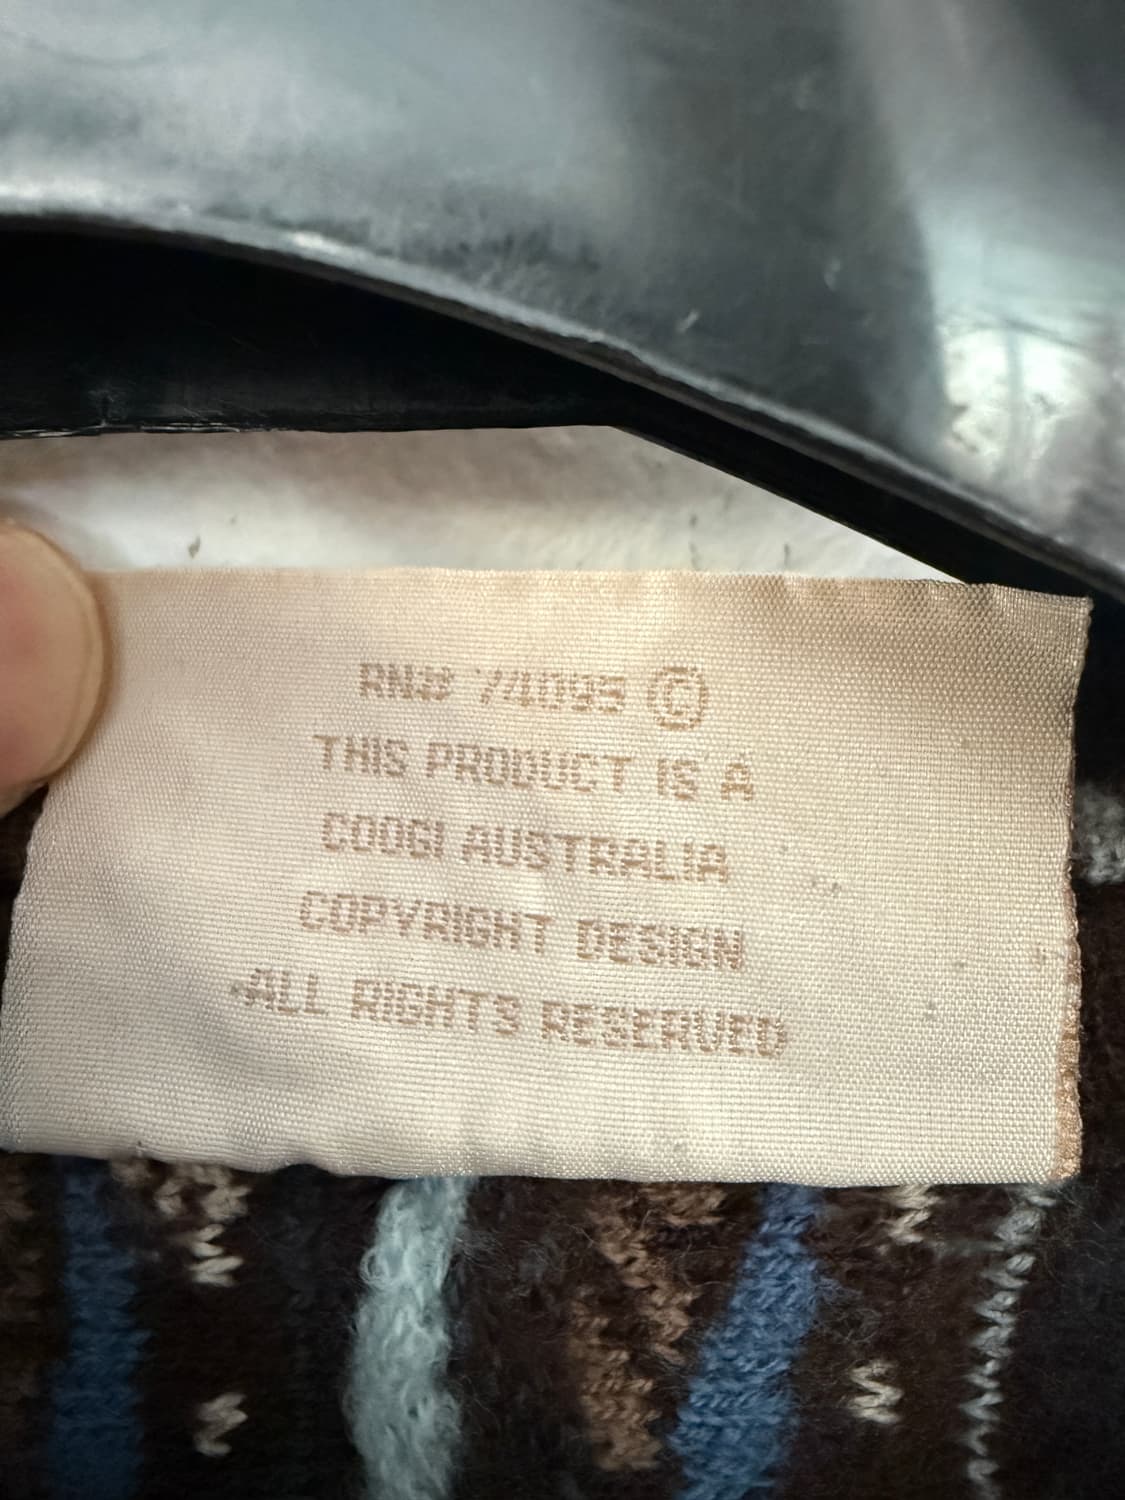 RN# 74095 ©
THIS PRODUCT IS A
COOGI AUSTRALIA
COPYRIGHT DESIGN
ALL RIGHTS RESERVED